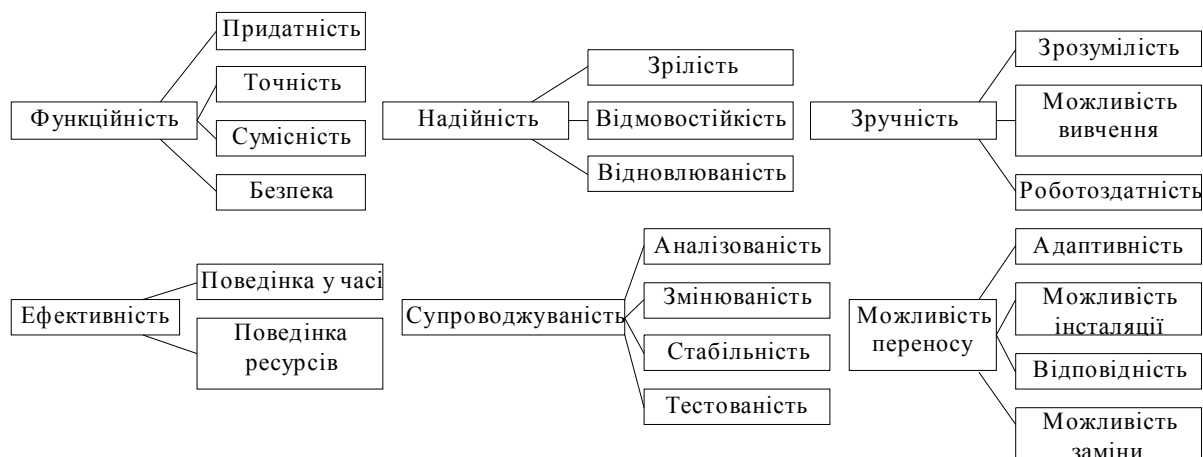 Придатність
Точність
Функційність
Сумісність
Безпека
Зрілість
Надійність
Відмовостійкість
Відновлюваність
Зрозумілість
Зручність
Можливість
вивчення
Роботоздатність
Поведінка у часі
Ефективність
Поведінка
ресурсів
Аналізованість
Змінюваність
Супроводжуваність
Стабільність
Тестованість
Адаптивність
Можливість
інсталяції
Можливість
переносу
Відповідність
Можливість
заміни